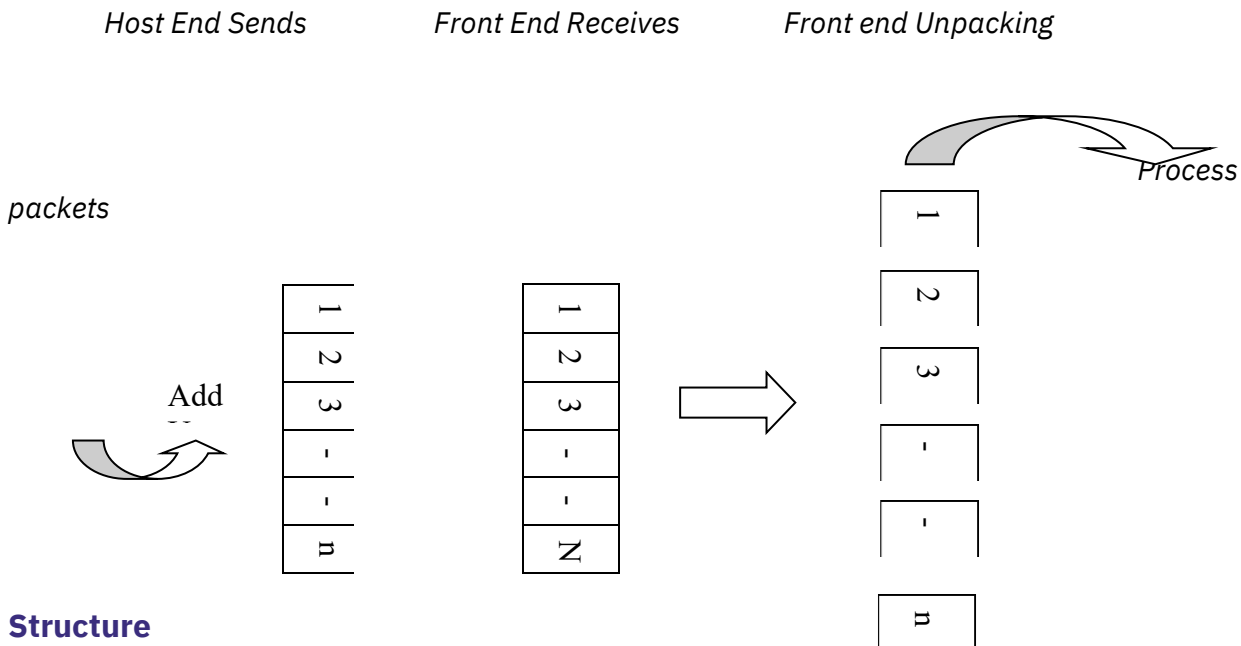 Host End Sends Front End Receives Front end Unpacking
Process
packets
Add
1 1 1
2 2 2
3 3 3
- - -
- - -
n N n
Structure